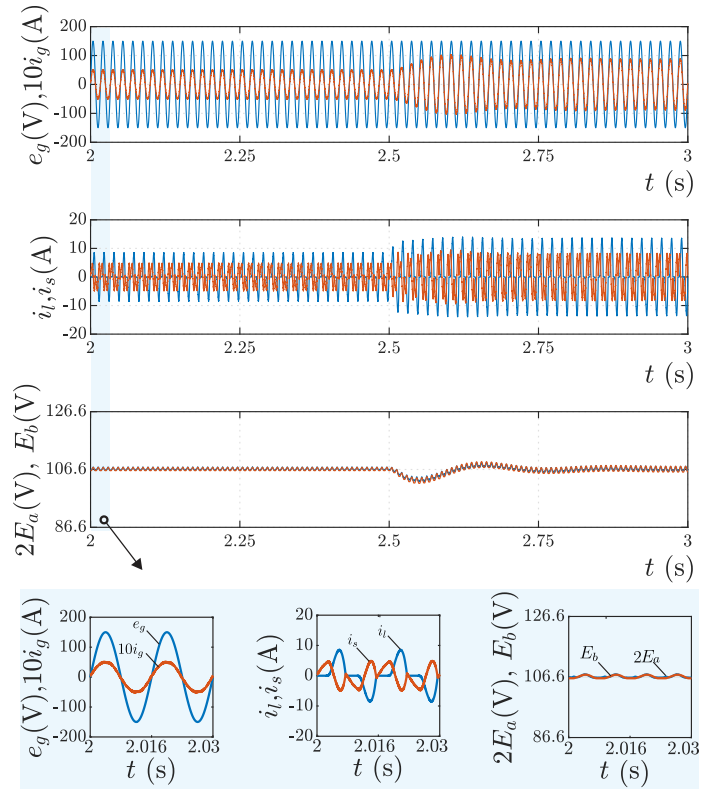 e_g(V),10i_g(A)
200
100
0
-100
-200
2
2.25
2.5
2.75
3
t (s)
i_l,i_s(A)
20
10
0
-10
-20
2
2.25
2.5
2.75
3
t (s)
2E_a(V), E_b(V)
126.6
106.6
86.6
2
2.25
2.5
2.75
3
t (s)
e_g(V),10i_g(A)
200
100
0
-100
-200
e_g
10i_g
2
2.016
2.03
t (s)
i_l,i_s(A)
20
10
0
-10
-20
i_s
i_l
2
2.016
2.03
t (s)
2E_a(V), E_b(V)
126.6
106.6
86.6
E_b
2E_a
2
2.016
2.03
t (s)